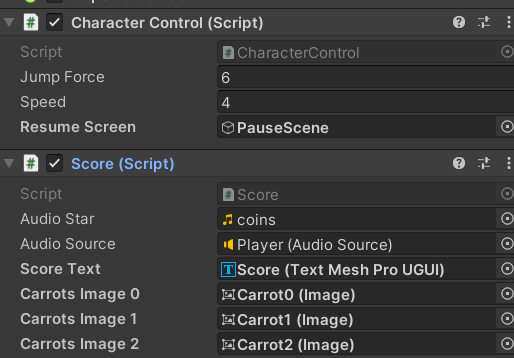 Character Control (Script)
Script CharacterControl
Jump Force 6
Speed 4
Resume Screen PauseScene
Score (Script)
Script Score
Audio Star coins
Audio Source Player (Audio Source)
Score Text Score (Text Mesh Pro UGUI)
Carrots Image 0 Carrot0 (Image)
Carrots Image 1 Carrot1 (Image)
Carrots Image 2 Carrot2 (Image)